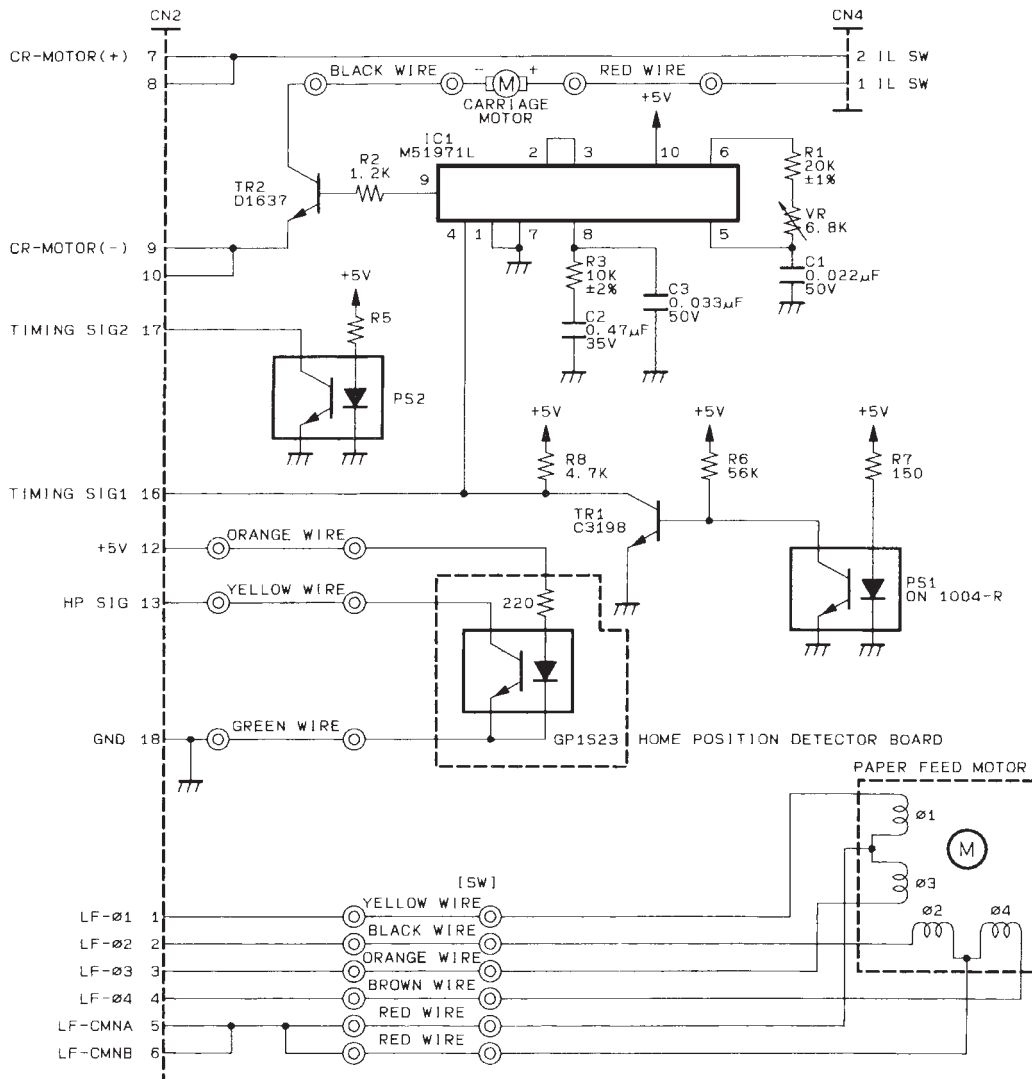 CN2
CN4
CR-MOTOR(+) 7
8
2 IL SW
1 IL SW
BLACK WIRE
- M +
RED WIRE
CARRIAGE
MOTOR
+5V
IC1
M51971L
2 3 10 6
R1
20K
±1%
R2
1.2K
9
TR2
D1637
VR
6.8K
4 1 7 8 5
CR-MOTOR(-) 9
10
R3
10K
±2%
C1
0.022μF
50V
C3
0.033μF
50V
C2
0.47μF
35V
+5V
R5
TIMING SIG2 17
PS2
+5V
+5V
+5V
R8
4.7K
R6
56K
R7
150
TIMING SIG1 16
TR1
C3198
+5V 12
ORANGE WIRE
HP SIG 13
YELLOW WIRE
220
PS1
ON 1004-R
GND 18
GREEN WIRE
GP1S23
HOME POSITION DETECTOR BOARD
PAPER FEED MOTOR
ø1
M
ø3
ø2 ø4
[SW]
LF-ø1 1
YELLOW WIRE
LF-ø2 2
BLACK WIRE
LF-ø3 3
ORANGE WIRE
LF-ø4 4
BROWN WIRE
LF-CMNA 5
RED WIRE
LF-CMNB 6
RED WIRE